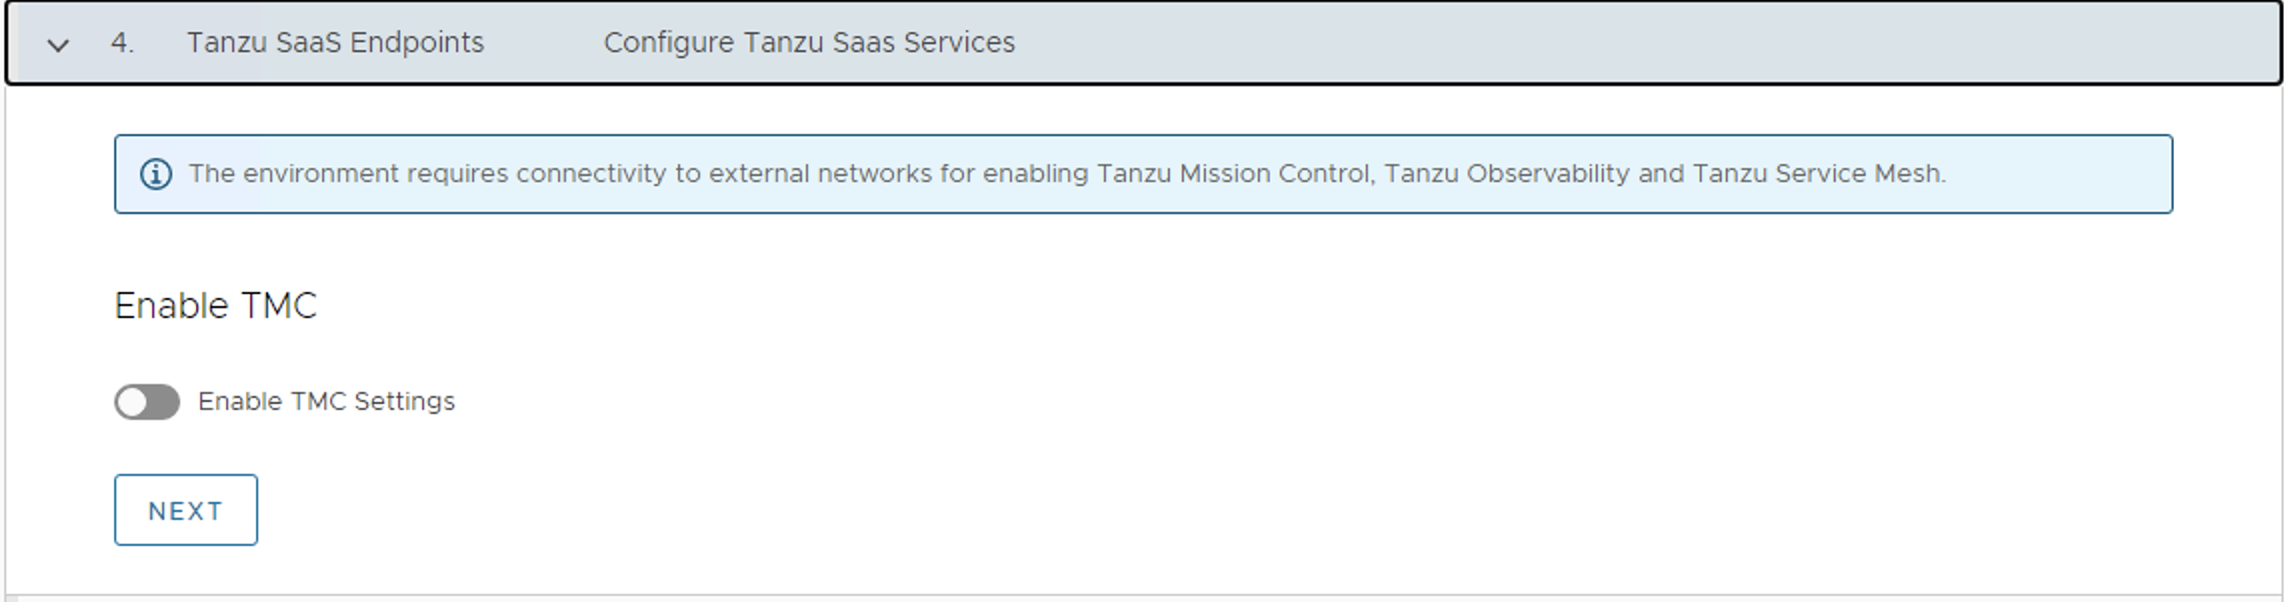 4. Tanzu SaaS Endpoints Configure Tanzu Saas Services
The environment requires connectivity to external networks for enabling Tanzu Mission Control, Tanzu Observability and Tanzu Service Mesh.
Enable TMC
Enable TMC Settings
NEXT